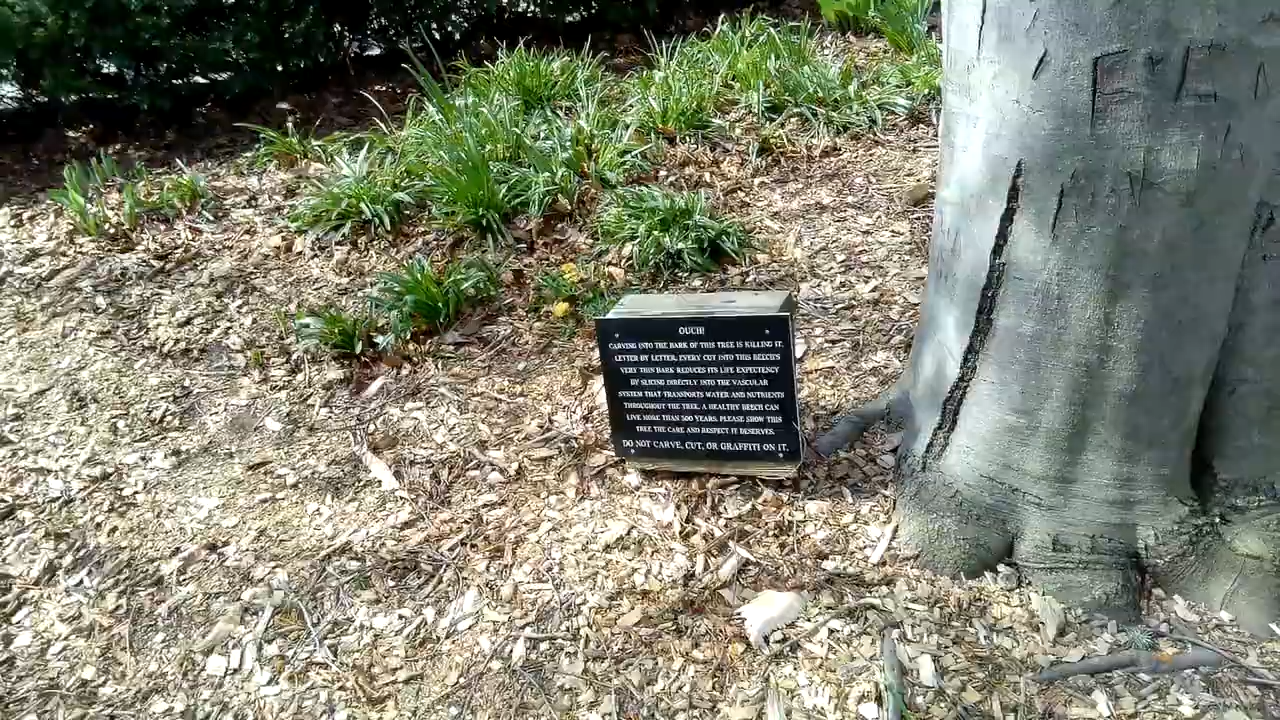 OUCH!
CARVING INTO THE BARK OF THIS TREE IS KILLING IT.
LETTER BY LETTER, EVERY CUT INTO THIS BEECH'S
VERY THIN BARK REDUCES ITS LIFE EXPECTENCY
BY SLICING DIRECTLY INTO THE VASCULAR
SYSTEM THAT TRANSPORTS WATER AND NUTRIENTS
THROUGHOUT THE TREE. A HEALTHY BEECH CAN
LIVE MORE THAN 300 YEARS. PLEASE SHOW THIS
TREE THE CARE AND RESPECT IT DESERVES.
DO NOT CARVE, CUT, OR GRAFFITI ON IT.